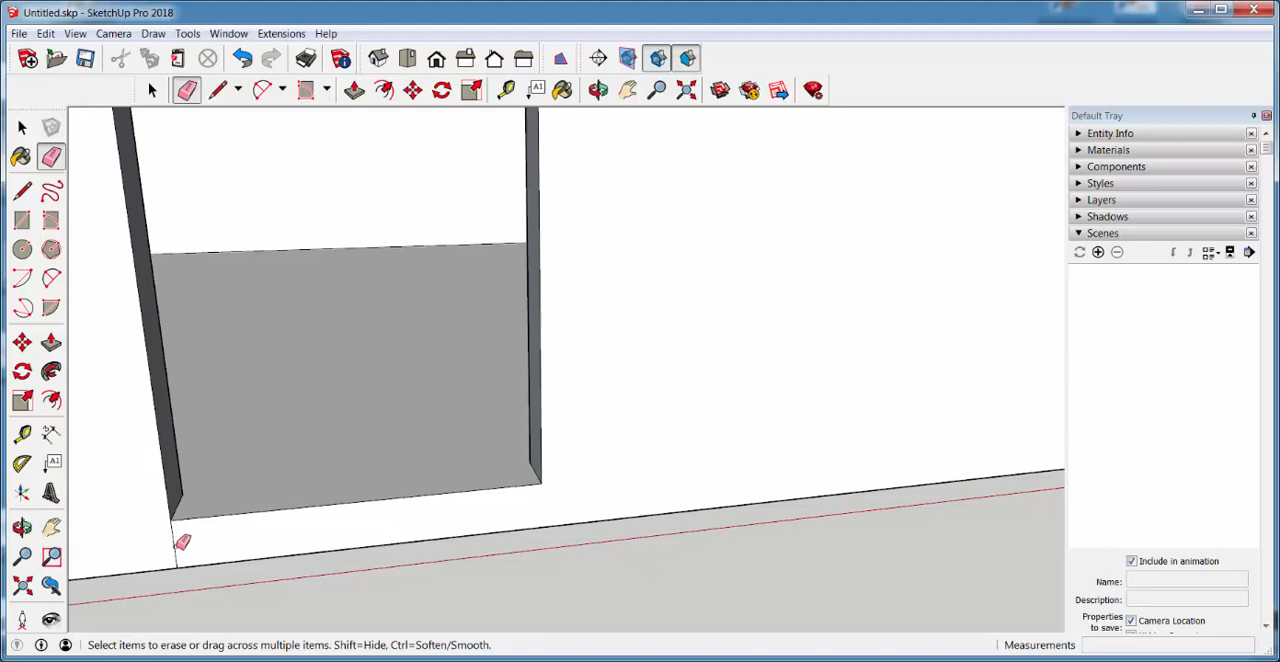 Untitled.skp - SketchUp Pro 2018
File Edit View Camera Draw Tools Window Extensions Help
A1
Default Tray
Entity Info
Materials
Components
Styles
Layers
Shadows
Scenes
A1
Include in animation
Name:
Description:
Properties
to save:
Camera Location
Select items to erase or drag across multiple items. Shift=Hide, Ctrl=Soften/Smooth.
Measurements